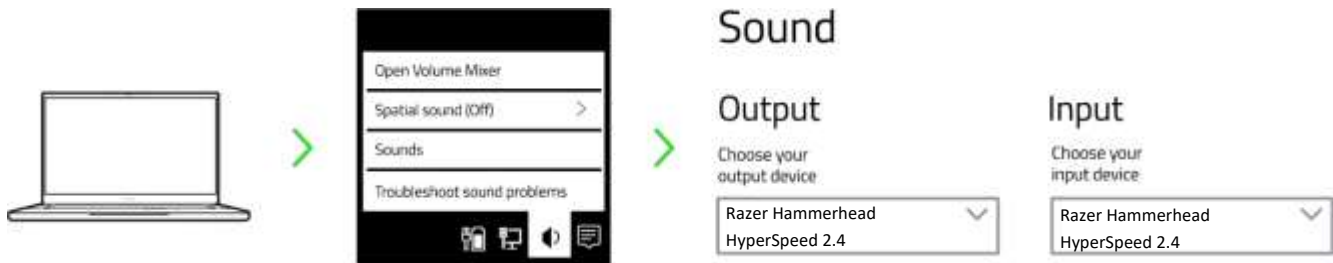 Open Volume Mixer
Spatial sound (Off)
Sounds
Troubleshoot sound problems
Sound
Output
Choose your
output device
Razer Hammerhead
HyperSpeed 2.4
Input
Choose your
input device
Razer Hammerhead
HyperSpeed 2.4